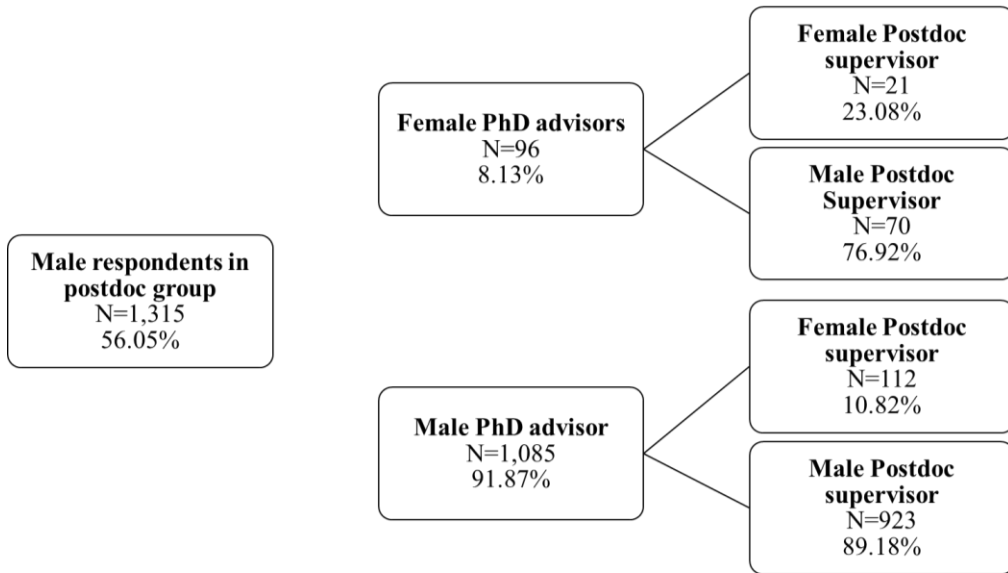 Male respondents in
postdoc group
N=1,315
56.05%
Female PhD advisors
N=96
8.13%
Female Postdoc
supervisor
N=21
23.08%
Male Postdoc
Supervisor
N=70
76.92%
Male PhD advisor
N=1,085
91.87%
Female Postdoc
supervisor
N=112
10.82%
Male Postdoc
supervisor
N=923
89.18%